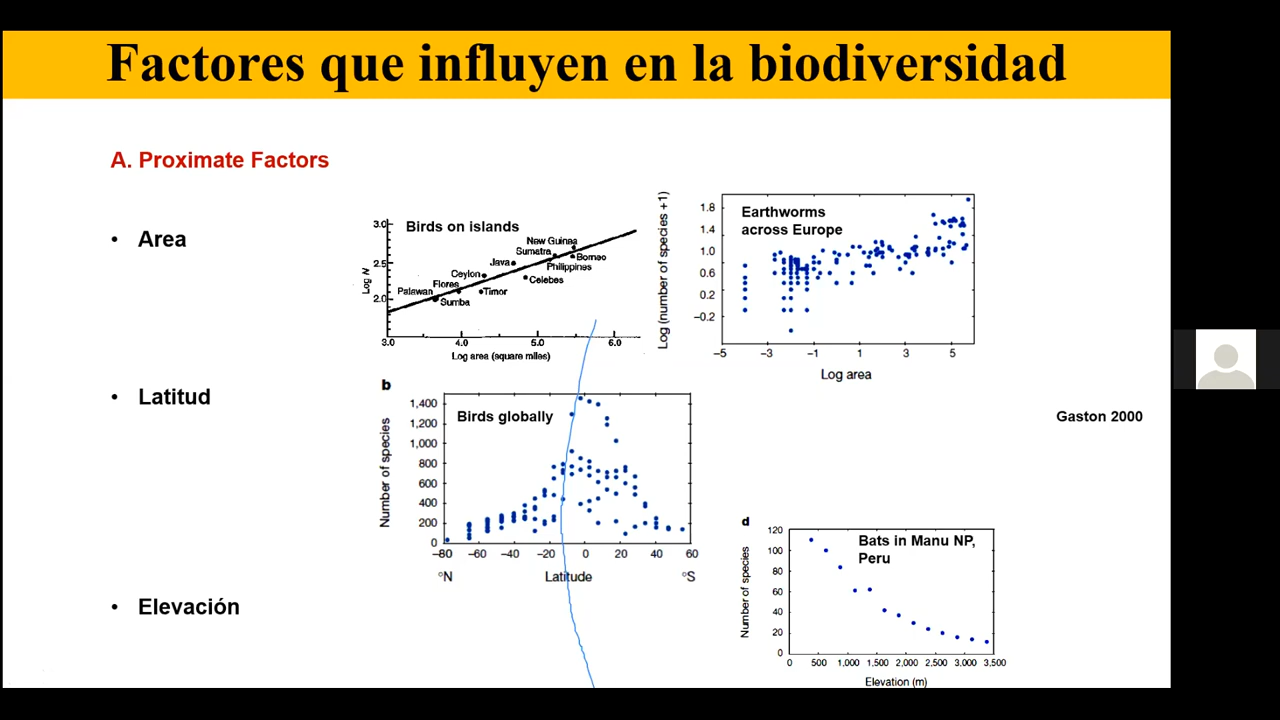 Factores que influyen en la biodiversidad
A. Proximate Factors
• Area
Birds on islands
Log N
3.0
2.5
2.0
New Guinea
Sumatra
Borneo
Java
Philippines
Ceylon
Celebes
Flores
Palawan
Timor
Sumba
3.0 4.0 5.0 6.0
Log area (square miles)
Earthworms
across Europe
Log (number of species +1)
1.8
1.4
1.0
0.6
0.2
−0.2
−5 −3 −1 1 3 5
Log area
• Latitud
b
Birds globally
Number of species
1,400
1,200
1,000
800
600
400
200
0
−80 −60 −40 −20 0 20 40 60
°N Latitude °S
Gaston 2000
• Elevación
d
Bats in Manu NP,
Peru
Number of species
120
100
80
60
40
20
0
0 500 1,000 1,500 2,000 2,500 3,000 3,500
Elevation (m)